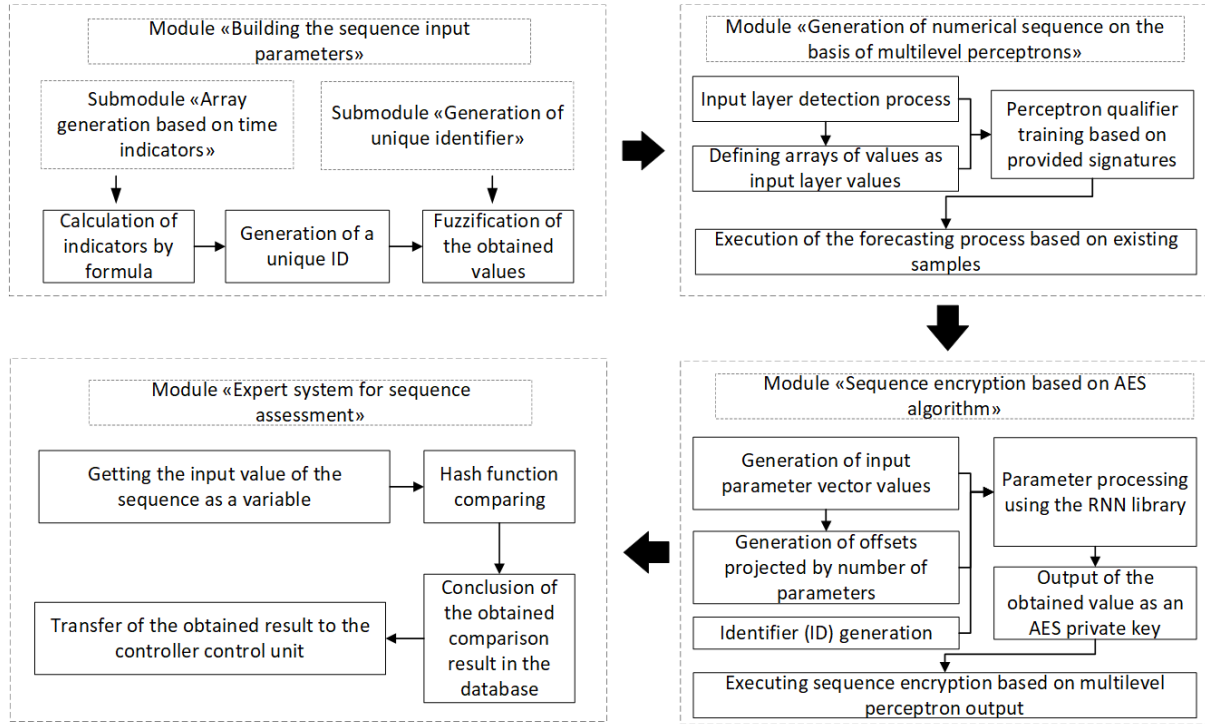 Module «Building the sequence input
parameters»
Submodule «Array
generation based on time
indicators»
Submodule «Generation
of unique identifier»
Calculation of
indicators by
formula
Generation of a
unique ID
Fuzzification of
the obtained
values
Module «Generation of numerical sequence on the
basis of multilevel perceptrons»
Input layer detection process
Defining arrays of values as
input layer values
Perceptron qualifier
training based on
provided signatures
Execution of the forecasting process based on existing
samples
Module «Expert system for sequence
assessment»
Getting the input value of the
sequence as a variable
Hash function
comparing
Conclusion of
the obtained
comparison
result in the
database
Transfer of the obtained result to the
controller control unit
Module «Sequence encryption based on AES
algorithm»
Generation of input
parameter vector values
Generation of offsets
projected by number of
parameters
Identifier (ID) generation
Parameter processing
using the RNN library
Output of the
obtained value as an
AES private key
Executing sequence encryption based on multilevel
perceptron output